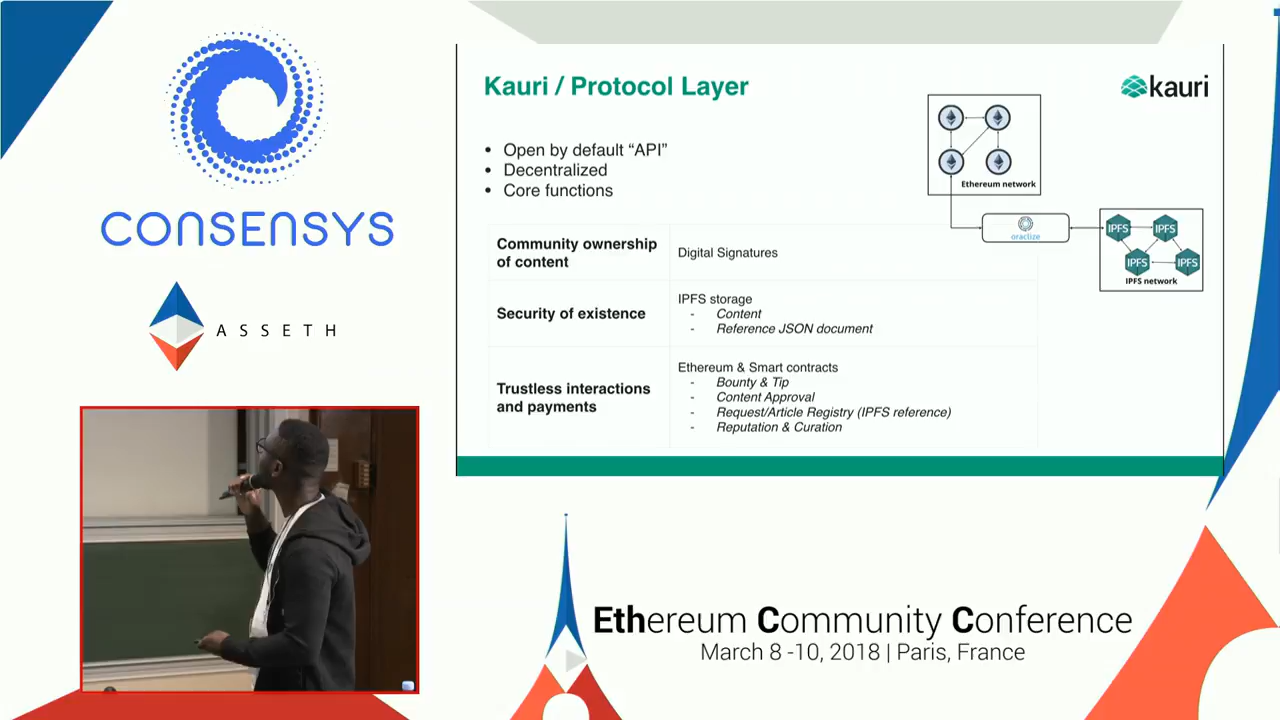 CONSENSYS
ASSETH
Kauri / Protocol Layer
kauri
• Open by default “API”
• Decentralized
• Core functions
Ethereum network
oraclize
IPFS
IPFS
IPFS
IPFS
IPFS network
Community ownership
of content
Digital Signatures
Security of existence
IPFS storage
- Content
- Reference JSON document
Trustless interactions
and payments
Ethereum & Smart contracts
- Bounty & Tip
- Content Approval
- Request/Article Registry (IPFS reference)
- Reputation & Curation
Ethereum Community Conference
March 8 -10, 2018 | Paris, France